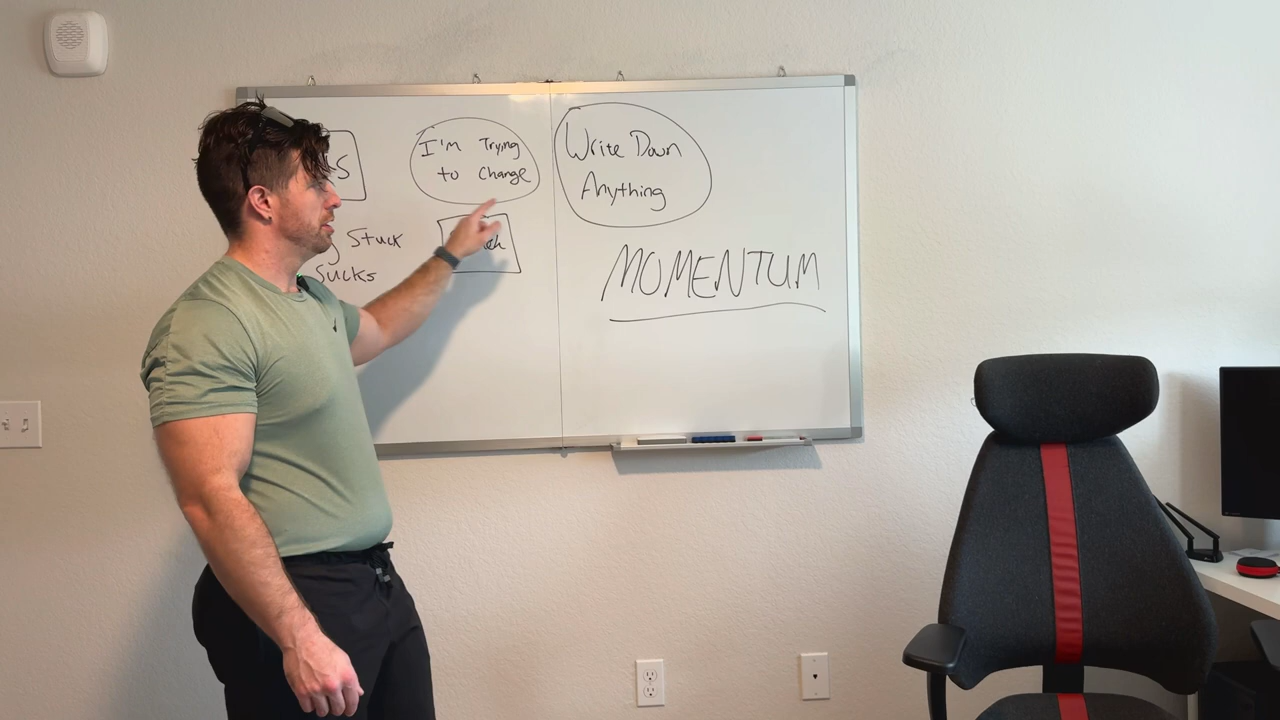 I'm Trying
to Change
Write Down
Anything
Stuck
Sucks
MOMENTUM